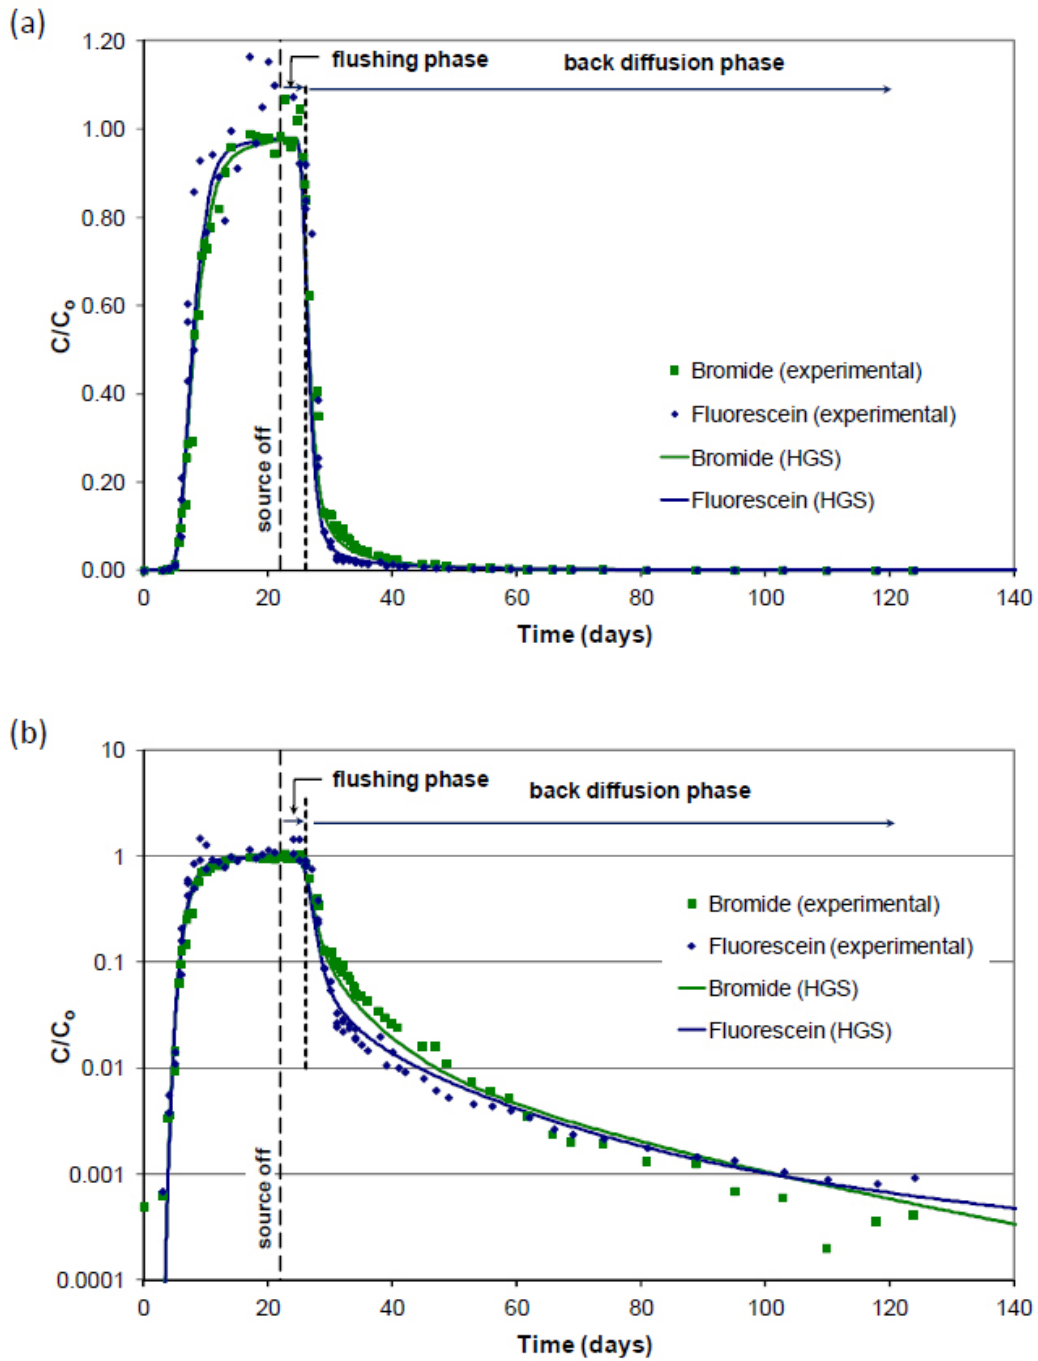 (a)
1.20
1.00
0.80
0.60
0.40
0.20
0.00
C/Co
flushing phase
back diffusion phase
source off
Bromide (experimental)
Fluorescein (experimental)
Bromide (HGS)
Fluorescein (HGS)
0 20 40 60 80 100 120 140
Time (days)
(b)
10
1
0.1
0.01
0.001
0.0001
C/Co
flushing phase
back diffusion phase
source off
Bromide (experimental)
Fluorescein (experimental)
Bromide (HGS)
Fluorescein (HGS)
0 20 40 60 80 100 120 140
Time (days)